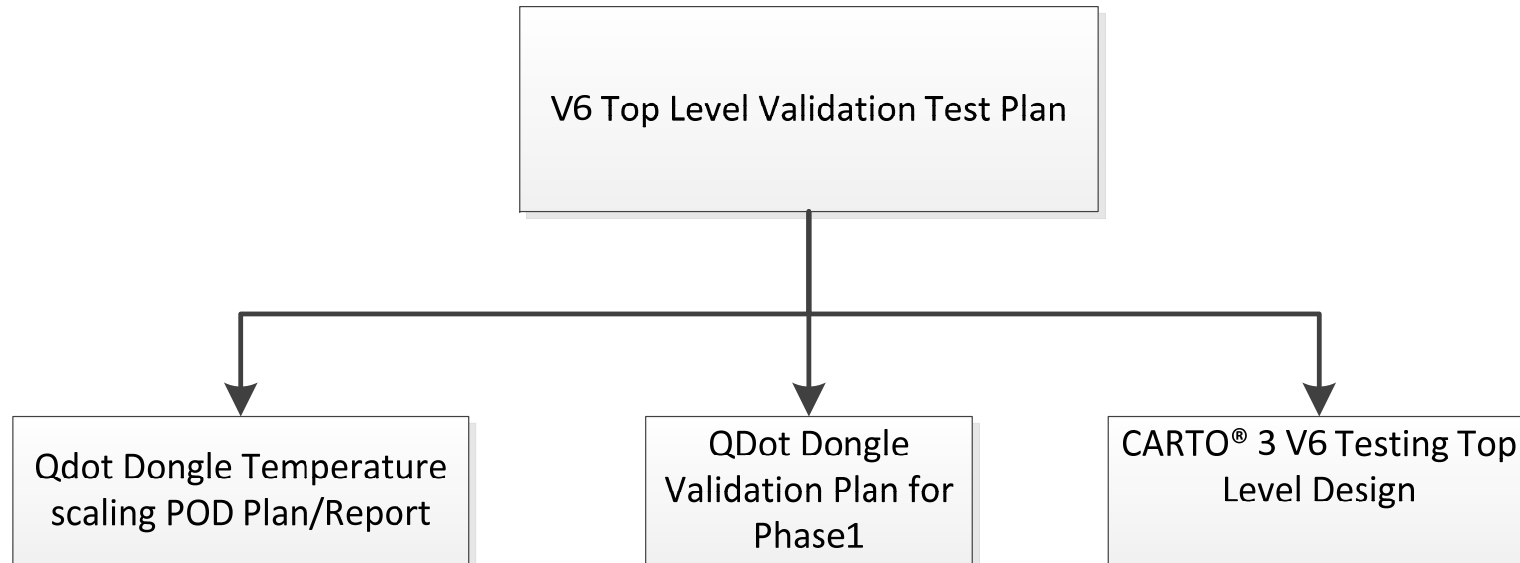 V6 Top Level Validation Test Plan
Qdot Dongle Temperature
scaling POD Plan/Report
QDot Dongle
Validation Plan for
Phase1
CARTO® 3 V6 Testing Top
Level Design